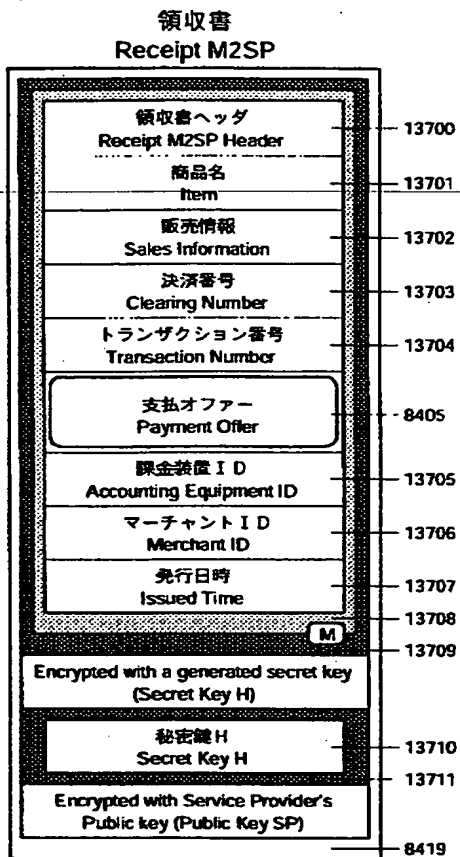 領収書
Receipt M2SP
領収書ヘッダ
Receipt M2SP Header
13700
商品名
Item
13701
販売情報
Sales Information
13702
決済番号
Clearing Number
13703
トランザクション番号
Transaction Number
13704
支払オファー
Payment Offer
8405
課金装置ID
Accounting Equipment ID
13705
マーチャントID
Merchant ID
13706
発行日時
Issued Time
13707
13708
M
13709
Encrypted with a generated secret key
(Secret Key H)
秘密鍵H
Secret Key H
13710
13711
Encrypted with Service Provider's
Public key (Public Key SP)
8419